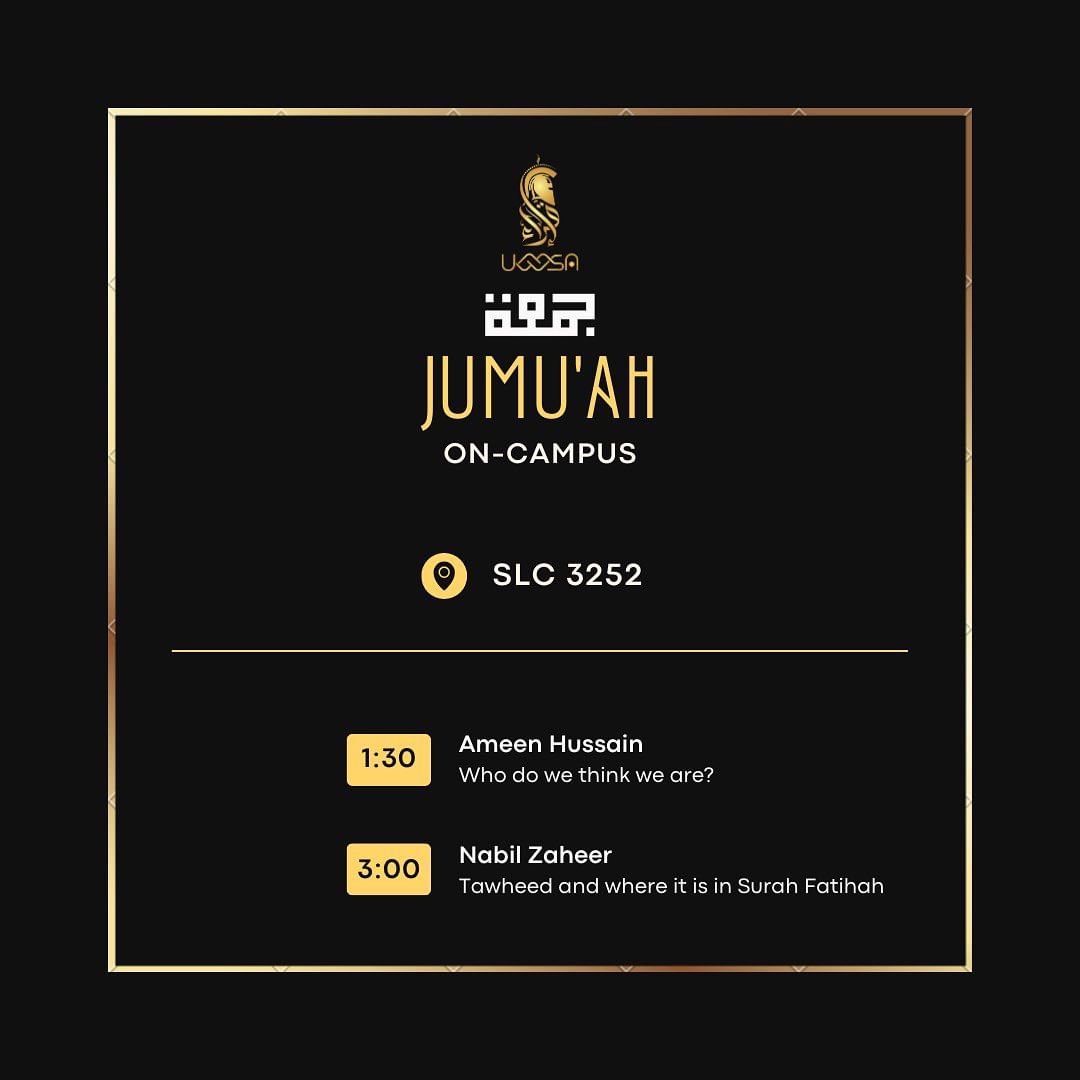 جمعة
JUMU'AH
ON-CAMPUS
SLC 3252
1:30
Ameen Hussain
Who do we think we are?
3:00
Nabil Zaheer
Tawheed and where it is in Surah Fatihah